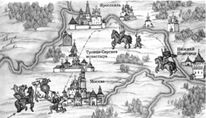 Ярославль
Троице-Сергиев
монастырь
Нижний
Новгород
Москва